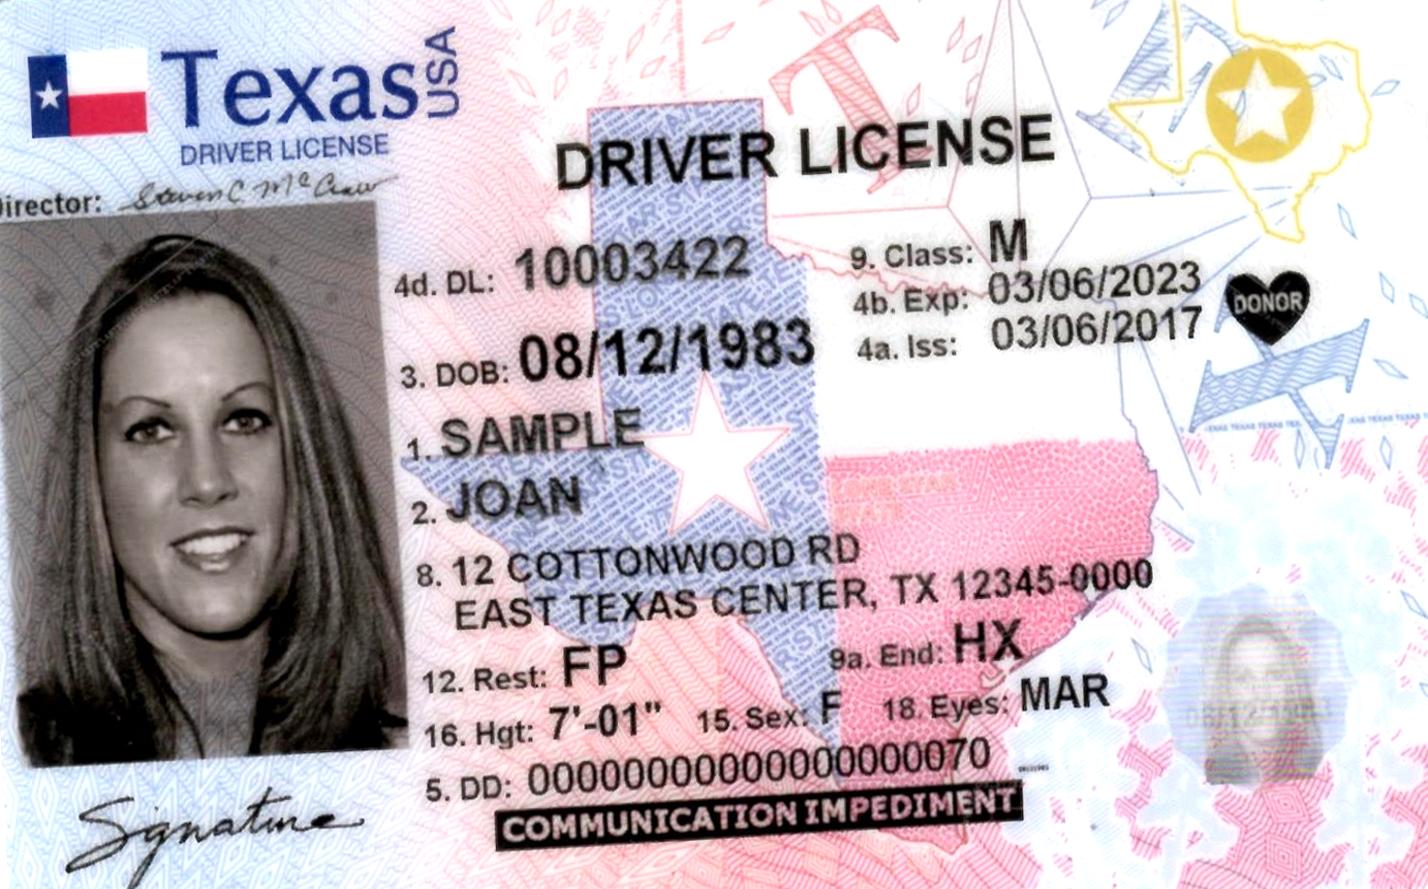 Texas USA
DRIVER LICENSE
Director: Steven C McCraw
DRIVER LICENSE
4d. DL: 10003422
9. Class: M
4b. Exp: 03/06/2023
4a. Iss: 03/06/2017
DONOR
3. DOB: 08/12/1983
1. SAMPLE
2. JOAN
8. 12 COTTONWOOD RD
EAST TEXAS CENTER, TX 12345-0000
12. Rest: FP
9a. End: HX
16. Hgt: 7'-01" 15. Sex: F 18. Eyes: MAR
5. DD: 00000000000000000070
COMMUNICATION IMPEDIMENT
Signature